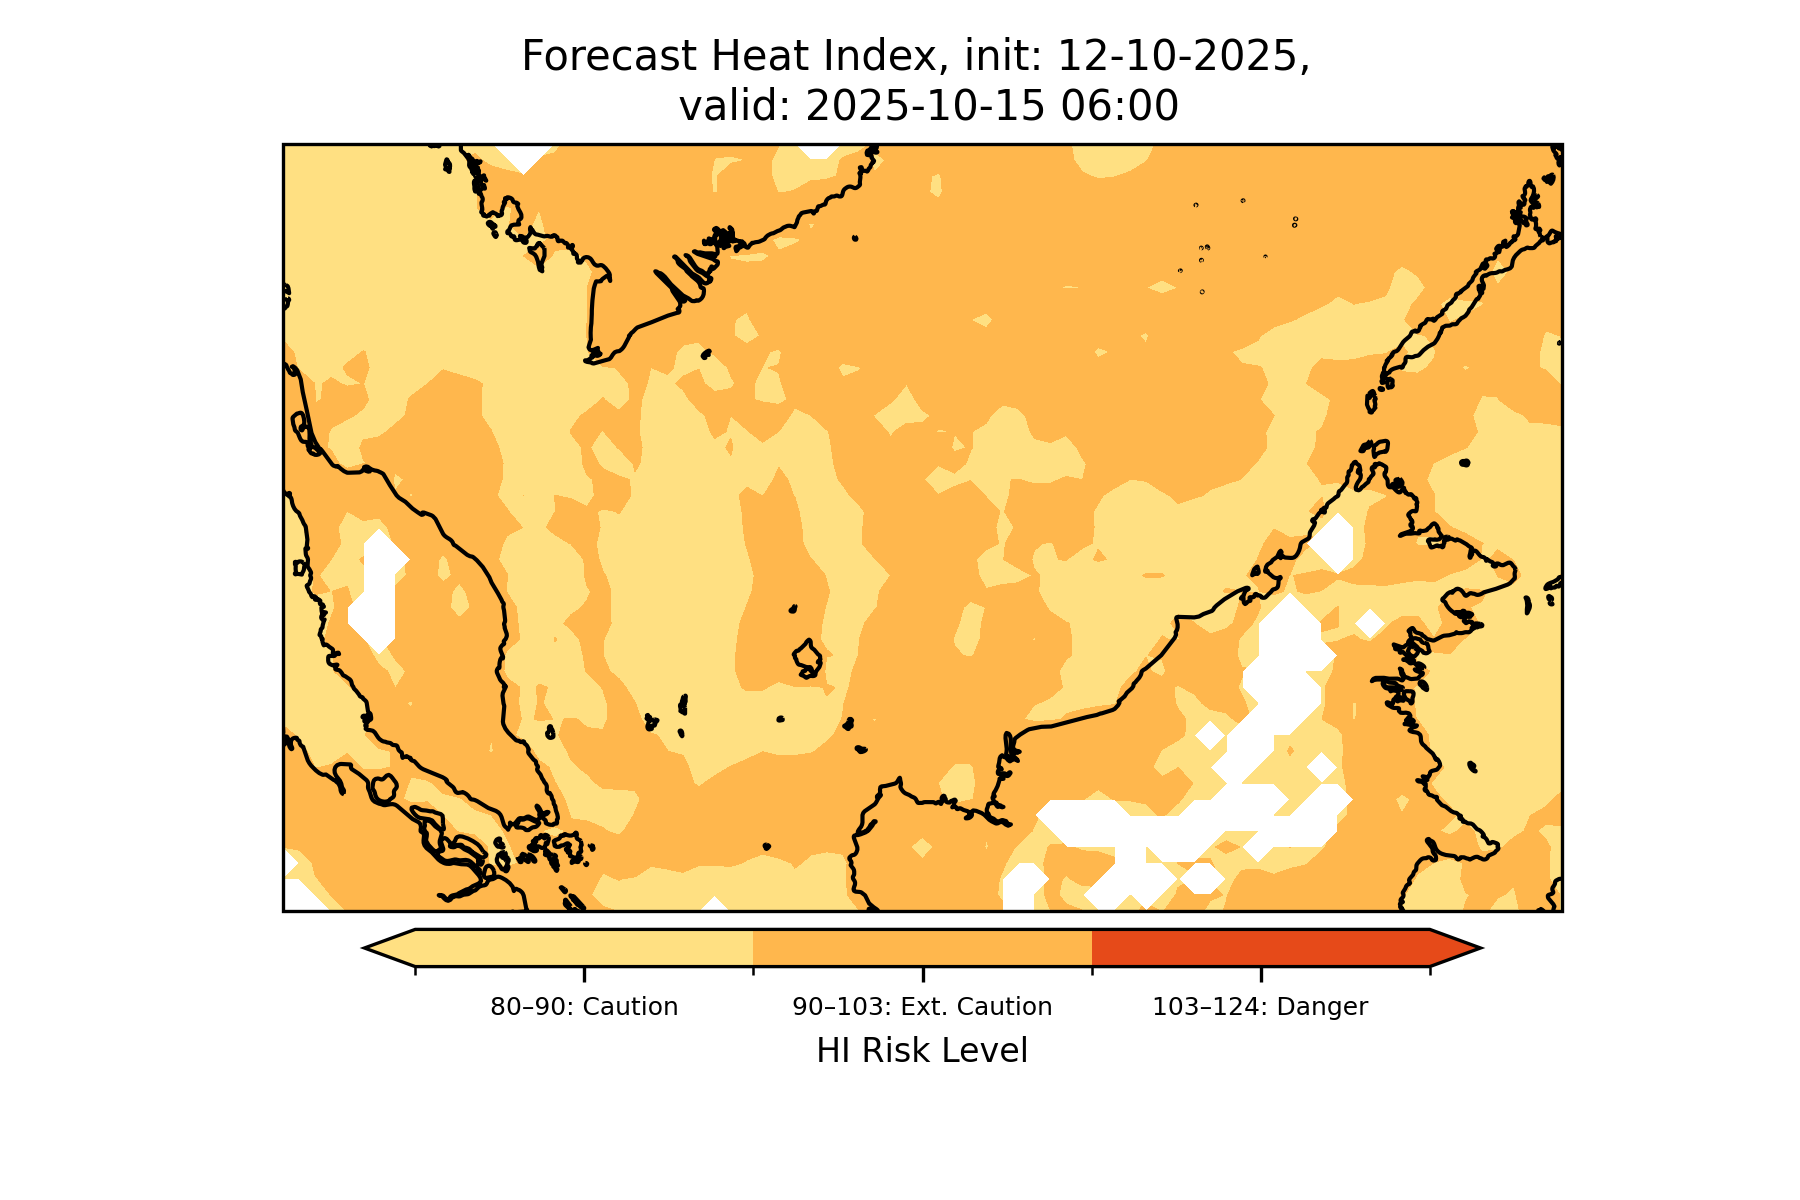 Forecast Heat Index, init: 12-10-2025,
valid: 2025-10-15 06:00
80–90: Caution
90–103: Ext. Caution
103–124: Danger
HI Risk Level